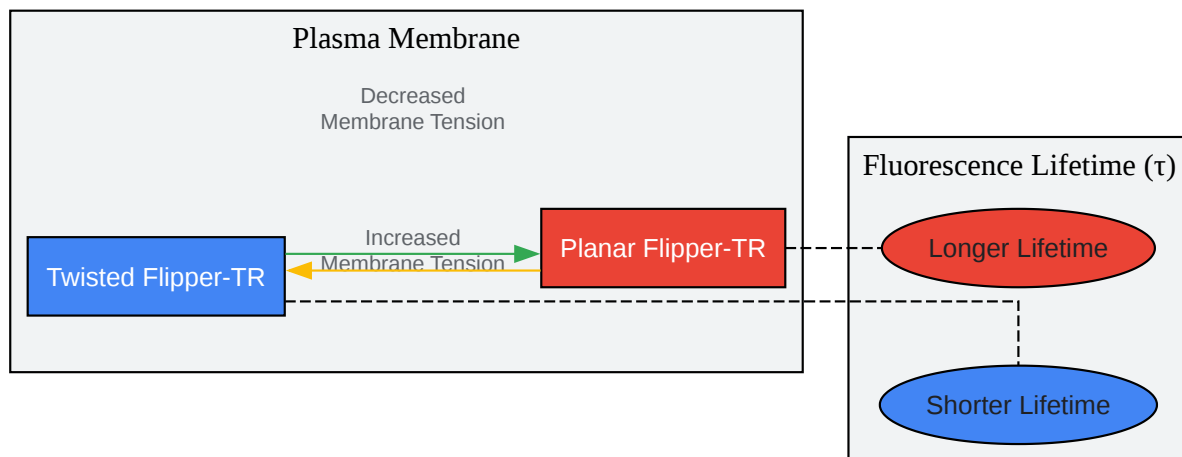 Plasma Membrane
Decreased
Membrane Tension
Fluorescence Lifetime (τ)
Increased
Membrane Tension
Twisted Flipper-TR
Planar Flipper-TR
Longer Lifetime
Shorter Lifetime